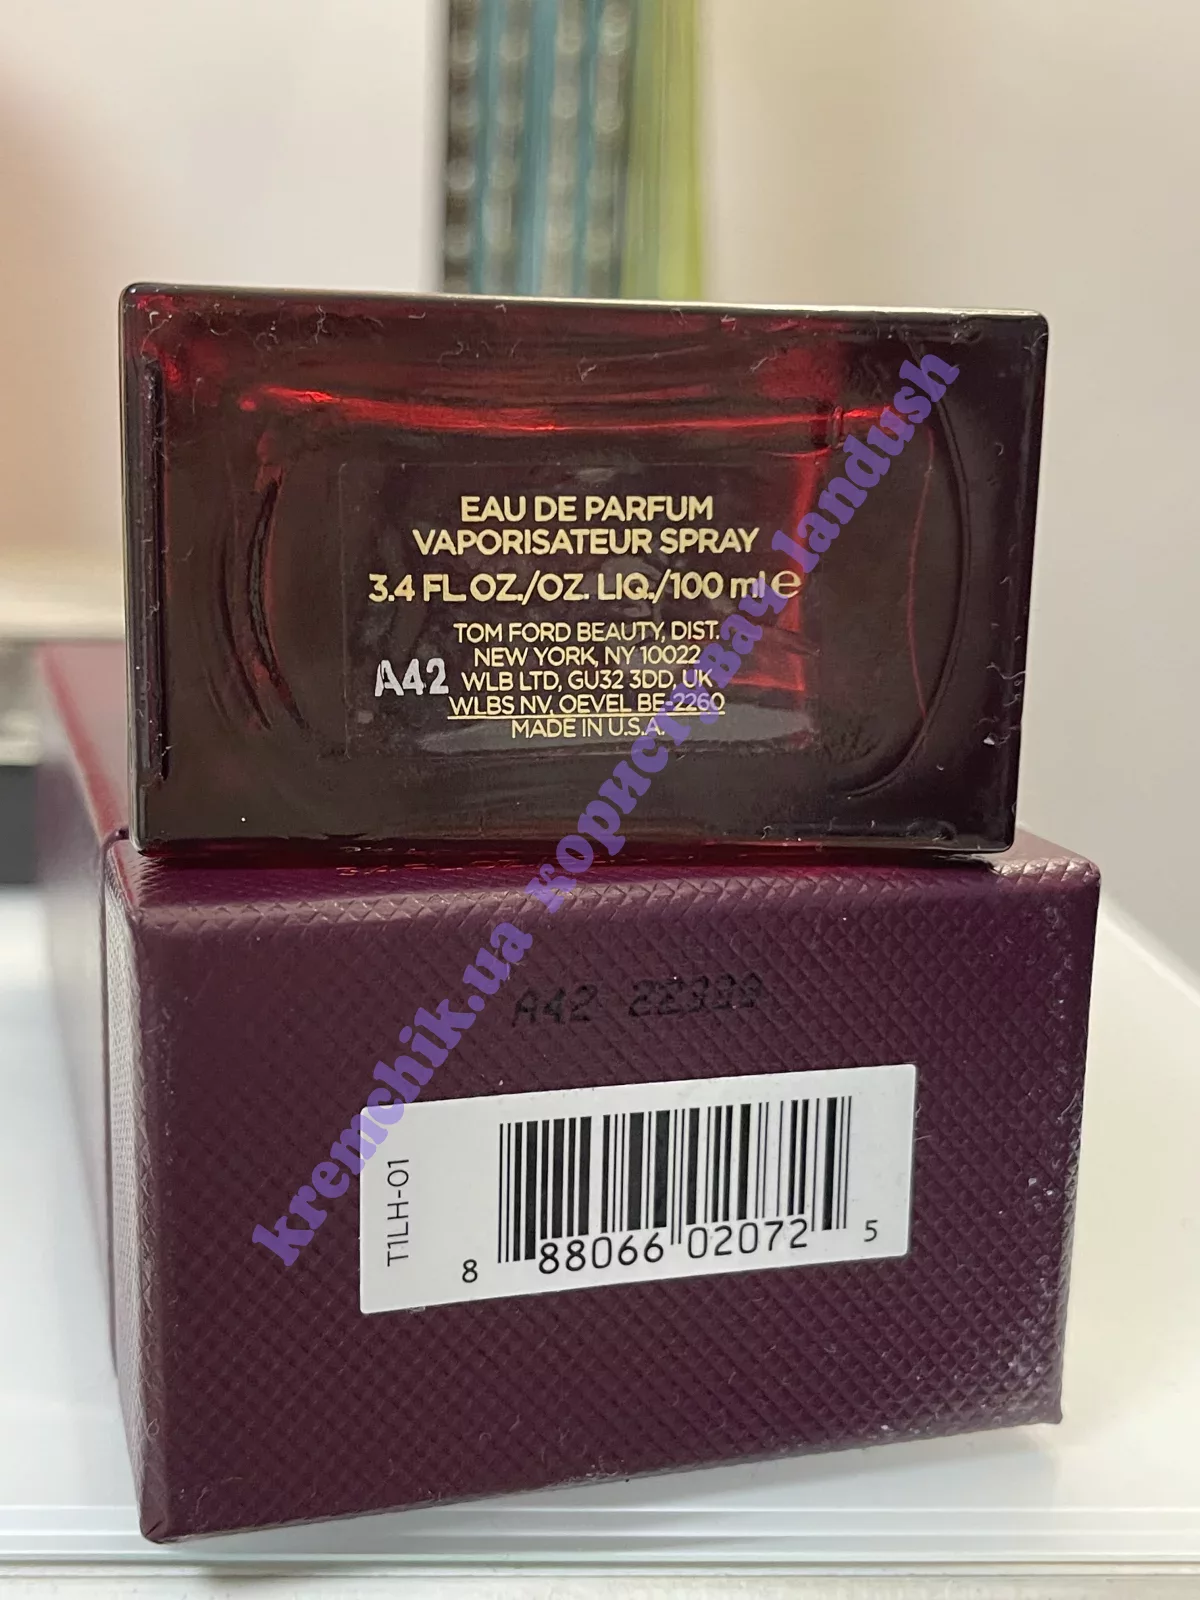 EAU DE PARFUM
VAPORISATEUR SPRAY
3.4 FL OZ./OZ. LIQ./100 ml ℮
TOM FORD BEAUTY, DIST.
NEW YORK, NY 10022
A42 WLB LTD, GU32 3DD, UK
WLBS NV, OEVEL BE-2260
MADE IN U.S.A.
A42
T1LH-01
8 88066 02072 5
kremchik.ua користувач landush